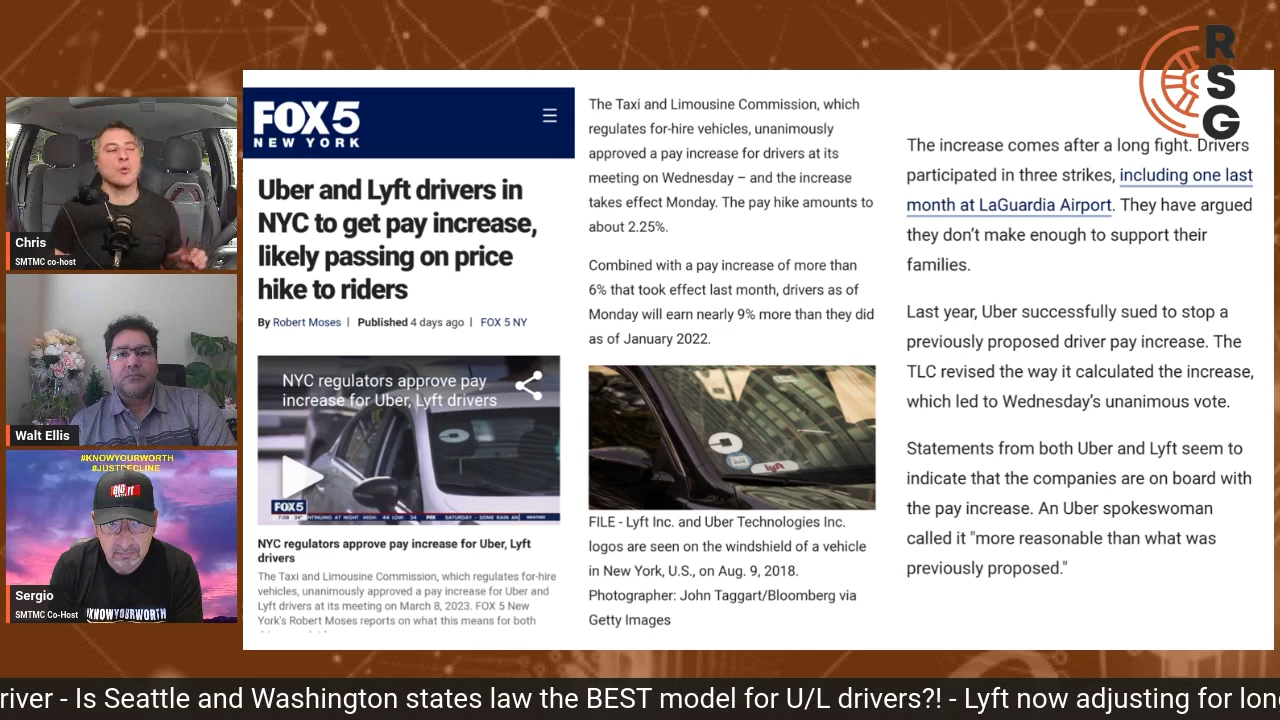 RSG
Chris
SMTMC co-host
Walt Ellis
#KNOWYOURWORTH
#JUSTDECLINE
BIG IT
#KNOWYOURWORTH
Sergio
SMTMC Co-Host
FOX 5
NEW YORK
Uber and Lyft drivers in
NYC to get pay increase,
likely passing on price
hike to riders
By Robert Moses | Published 4 days ago | FOX 5 NY
NYC regulators approve pay
increase for Uber, Lyft drivers
FOX 5
NYC regulators approve pay increase for Uber, Lyft
drivers
The Taxi and Limousine Commission, which regulates for-hire
vehicles, unanimously approved a pay increase for Uber and
Lyft drivers at its meeting on March 8, 2023. FOX 5 New
York's Robert Moses reports on what this means for both
The Taxi and Limousine Commission, which
regulates for-hire vehicles, unanimously
approved a pay increase for drivers at its
meeting on Wednesday – and the increase
takes effect Monday. The pay hike amounts to
about 2.25%.
Combined with a pay increase of more than
6% that took effect last month, drivers as of
Monday will earn nearly 9% more than they did
as of January 2022.
lyft
FILE - Lyft Inc. and Uber Technologies Inc.
logos are seen on the windshield of a vehicle
in New York, U.S., on Aug. 9, 2018.
Photographer: John Taggart/Bloomberg via
Getty Images
The increase comes after a long fight. Drivers
participated in three strikes, including one last
month at LaGuardia Airport. They have argued
they don't make enough to support their
families.
Last year, Uber successfully sued to stop a
previously proposed driver pay increase. The
TLC revised the way it calculated the increase,
which led to Wednesday's unanimous vote.
Statements from both Uber and Lyft seem to
indicate that the companies are on board with
the pay increase. An Uber spokeswoman
called it "more reasonable than what was
previously proposed."
river - Is Seattle and Washington states law the BEST model for U/L drivers?! - Lyft now adjusting for lon